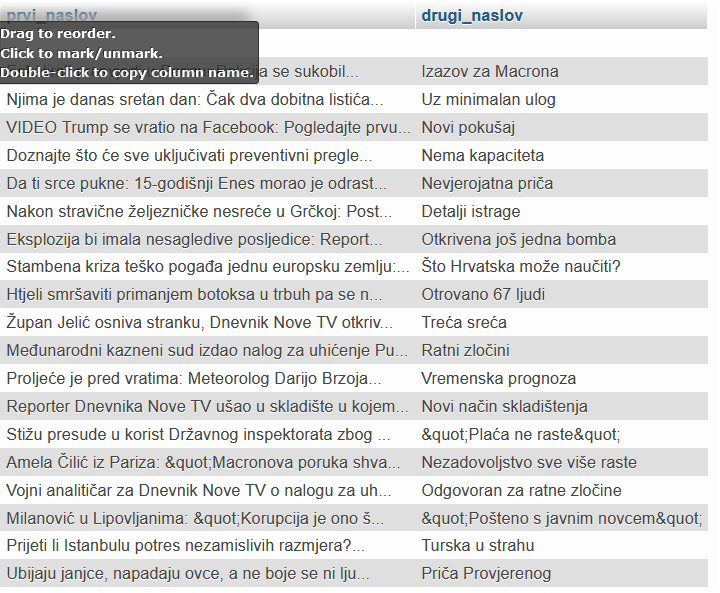 prvi_naslov drugi_naslov
Drag to reorder.
Click to mark/unmark.
Double-click to copy column name.
se sukobil... Izazov za Macrona
Njima je danas sretan dan: Čak dva dobitna listića... Uz minimalan ulog
VIDEO Trump se vratio na Facebook: Pogledajte prvu... Novi pokušaj
Doznajte što će sve uključivati preventivni pregle... Nema kapaciteta
Da ti srce pukne: 15-godišnji Enes morao je odrast... Nevjerojatna priča
Nakon stravične željezničke nesreće u Grčkoj: Post... Detalji istrage
Eksplozija bi imala nesagledive posljedice: Report... Otkrivena još jedna bomba
Stambena kriza teško pogađa jednu europsku zemlju:... Što Hrvatska može naučiti?
Htjeli smršaviti primanjem botoksa u trbuh pa se n... Otrovano 67 ljudi
Župan Jelić osniva stranku, Dnevnik Nove TV otkriv... Treća sreća
Međunarodni kazneni sud izdao nalog za uhićenje Pu... Ratni zločini
Proljeće je pred vratima: Meteorolog Darijo Brzoja... Vremenska prognoza
Reporter Dnevnika Nove TV ušao u skladište u kojem... Novi način skladištenja
Stižu presude u korist Državnog inspektorata zbog ... &quot;Plaća ne raste&quot;
Amela Čilić iz Pariza: &quot;Macronova poruka shva... Nezadovoljstvo sve više raste
Vojni analitičar za Dnevnik Nove TV o nalogu za uh... Odgovoran za ratne zločine
Milanović u Lipovljanima: &quot;Korupcija je ono š... &quot;Pošteno s javnim novcem&quot;
Prijeti li Istanbulu potres nezamislivih razmjera?... Turska u strahu
Ubijaju janjce, napadaju ovce, a ne boje se ni lju... Priča Provjerenog